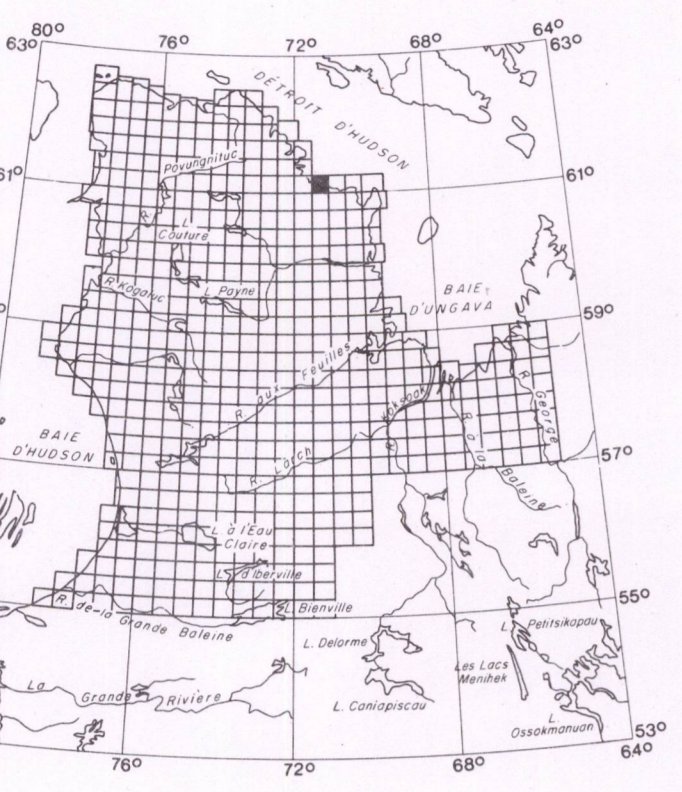 80°
76°
72°
68°
64°
63°
63°
DÉTROIT D'HUDSON
Povungnituc
R.
61°
61°
L.
Couture
R. Kogaluc
L. Payne
BAIE
D'UNGAVA
59°
R. aux Feuilles
Koksoak
R. George
BAIE
D'HUDSON
R. Larch
R. à la Baleine
57°
L. à l'Eau
Claire
L. d'Iberville
R. de-la Grande Baleine
L. Bienville
55°
L. Delorme
L. Petitsikapau
Les Lacs
Menihek
La Grande Rivière
L. Caniapiscau
L.
Ossokmanuan
53°
76°
72°
68°
64°